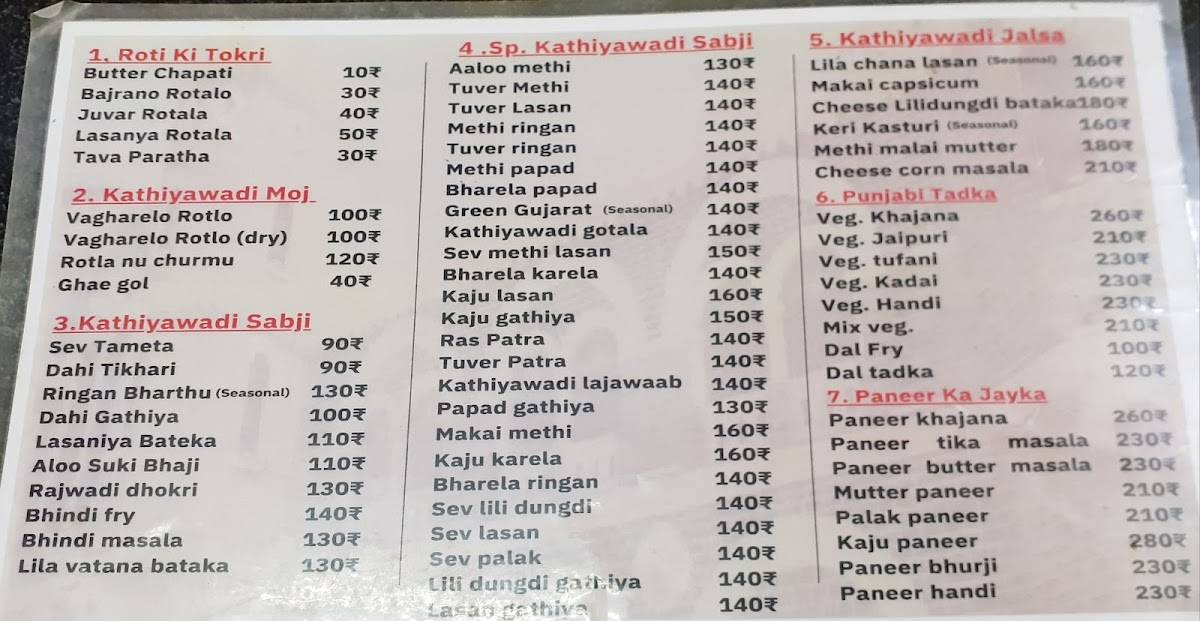 1. Roti Ki Tokri
Butter Chapati 10₹
Bajrano Rotalo 30₹
Juvar Rotala 40₹
Lasanya Rotala 50₹
Tava Paratha 30₹
2. Kathiyawadi Moj
Vagharelo Rotlo 100₹
Vagharelo Rotlo (dry) 100₹
Rotla nu churmu 120₹
Ghae gol 40₹
3.Kathiyawadi Sabji
Sev Tameta 90₹
Dahi Tikhari 90₹
Ringan Bharthu (Seasonal) 130₹
Dahi Gathiya 100₹
Lasaniya Bateka 110₹
Aloo Suki Bhaji 110₹
Rajwadi dhokri 130₹
Bhindi fry 140₹
Bhindi masala 130₹
Lila vatana bataka 130₹
4 .Sp. Kathiyawadi Sabji
Aaloo methi 130₹
Tuver Methi 140₹
Tuver Lasan 140₹
Methi ringan 140₹
Tuver ringan 140₹
Methi papad 140₹
Bharela papad 140₹
Green Gujarat (Seasonal) 140₹
Kathiyawadi gotala 140₹
Sev methi lasan 150₹
Bharela karela 140₹
Kaju lasan 160₹
Kaju gathiya 150₹
Ras Patra 140₹
Tuver Patra 140₹
Kathiyawadi lajawaab 140₹
Papad gathiya 130₹
Makai methi 160₹
Kaju karela 160₹
Bharela ringan 140₹
Sev lili dungdi 140₹
Sev lasan 140₹
Sev palak 140₹
Lili dungdi gathiya 140₹
Lasan gathiya 140₹
5. Kathiyawadi Jalsa
Lila chana lasan (Seasonal) 160₹
Makai capsicum 160₹
Cheese Lilidungdi bataka180₹
Keri Kasturi (Seasonal) 160₹
Methi malai mutter 180₹
Cheese corn masala 210₹
6. Punjabi Tadka
Veg. Khajana 260₹
Veg. Jaipuri 210₹
Veg. tufani 230₹
Veg. Kadai 230₹
Veg. Handi 230₹
Mix veg. 210₹
Dal Fry 100₹
Dal tadka 120₹
7. Paneer Ka Jayka
Paneer khajana 260₹
Paneer tika masala 230₹
Paneer butter masala 230₹
Mutter paneer 210₹
Palak paneer 210₹
Kaju paneer 280₹
Paneer bhurji 230₹
Paneer handi 230₹